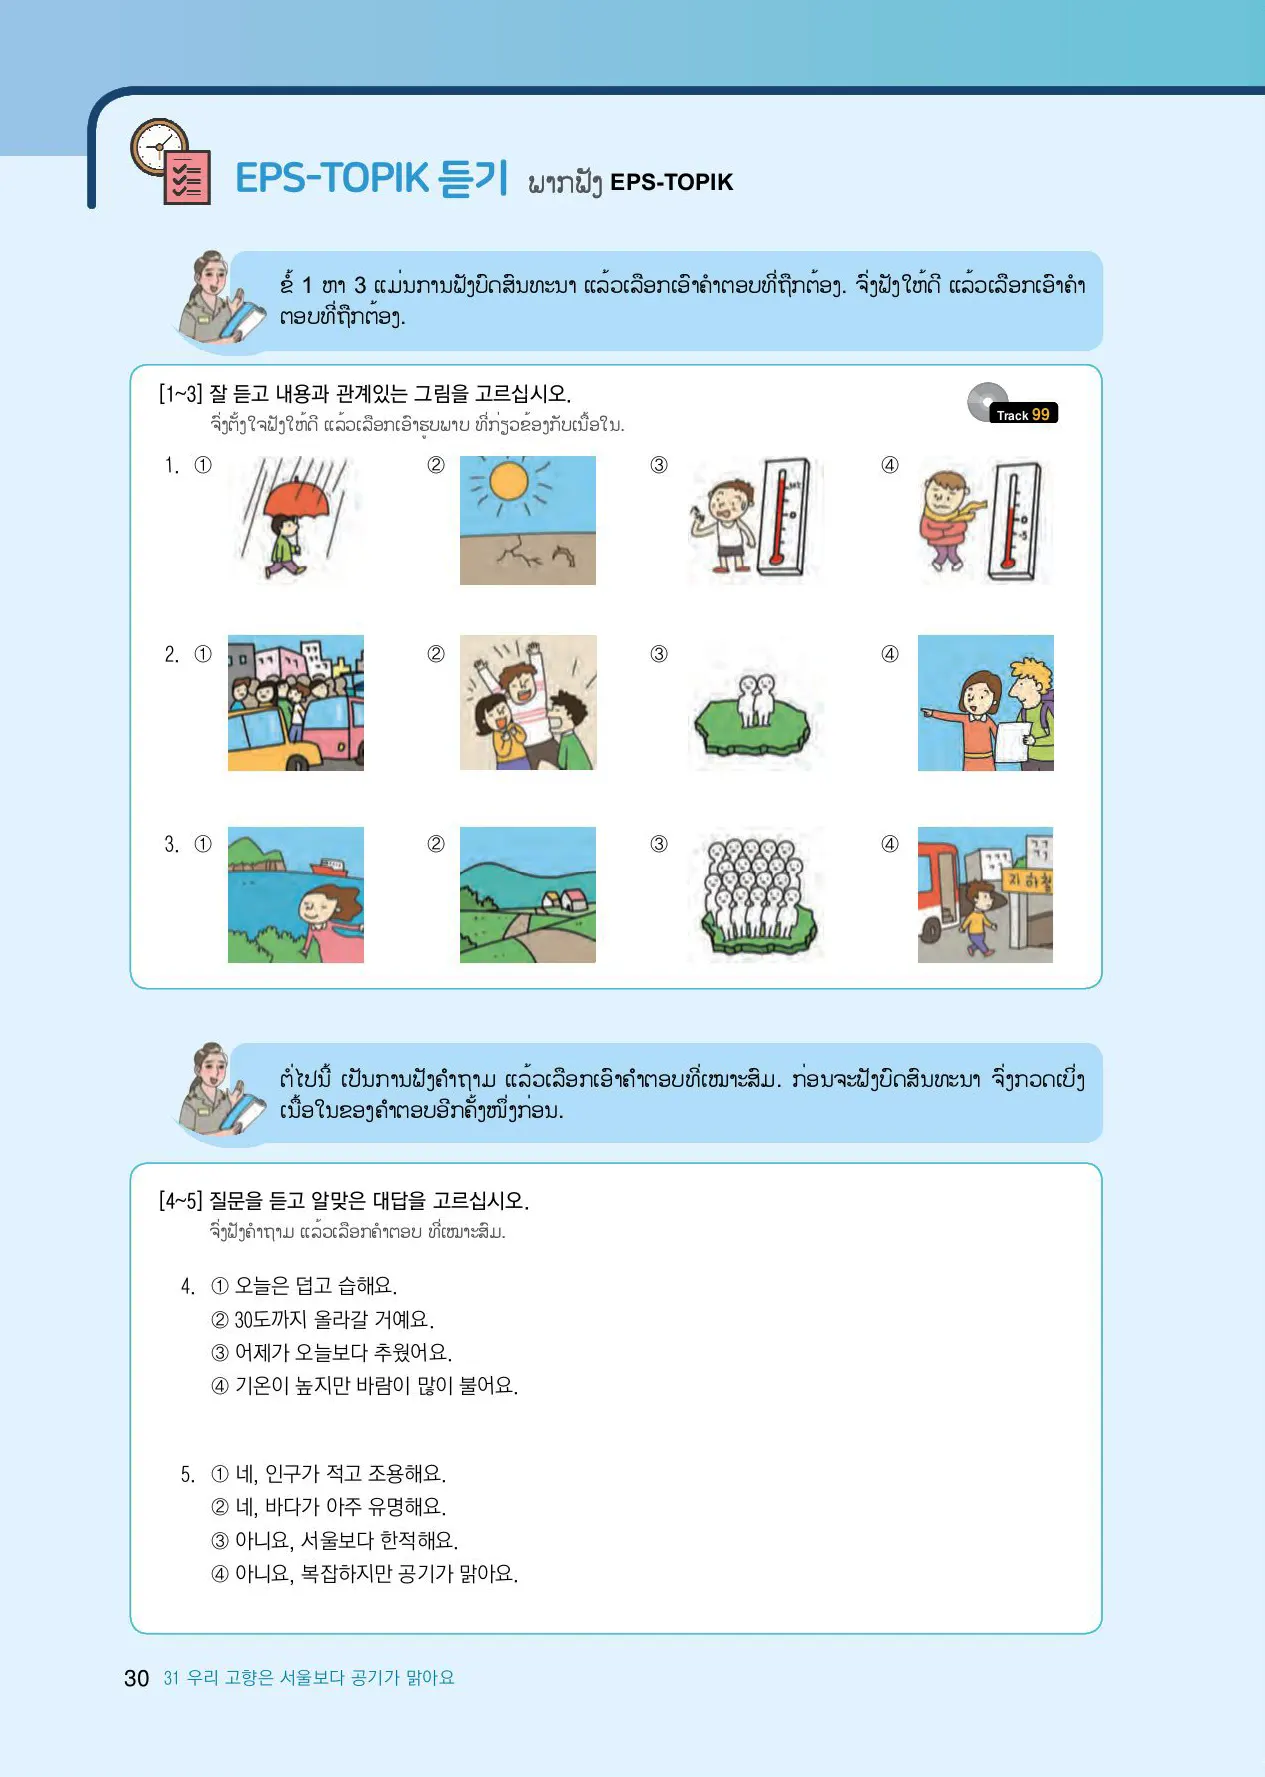 EPS-TOPIK 듣기 ພາກຟັງ EPS-TOPIK
ຂໍ້ 1 ຫາ 3 ແມ່ນການຟັງບົດສົນທະນາ ແລ້ວເລືອກເອົາຄຳຕອບທີ່ຖືກຕ້ອງ. ຈົ່ງຟັງໃຫ້ດີ ແລ້ວເລືອກເອົາຄຳ
ຕອບທີ່ຖືກຕ້ອງ.
[1~3] 잘 듣고 내용과 관계있는 그림을 고르십시오.
ຈົ່ງຕັ້ງໃຈຟັງໃຫ້ດີ ແລ້ວເລືອກເອົາຮູບພາບ ທີ່ກ່ຽວຂ້ອງກັບເນື້ອໃນ.
Track 99
1. ① ② ③ ④
2. ① ② ③ ④
3. ① ② ③ ④
지하철
ຕໍ່ໄປນີ້ ເປັນການຟັງຄຳຖາມ ແລ້ວເລືອກເອົາຄຳຕອບທີ່ເໝາະສົມ. ກ່ອນຈະຟັງບົດສົນທະນາ ຈົ່ງກວດເບິ່ງ
ເນື້ອໃນຂອງຄຳຕອບອີກຄັ້ງໜຶ່ງກ່ອນ.
[4~5] 질문을 듣고 알맞은 대답을 고르십시오.
ຈົ່ງຟັງຄຳຖາມ ແລ້ວເລືອກຄຳຕອບ ທີ່ເໝາະສົມ.
4. ① 오늘은 덥고 습해요.
② 30도까지 올라갈 거예요.
③ 어제가 오늘보다 추웠어요.
④ 기온이 높지만 바람이 많이 불어요.
5. ① 네, 인구가 적고 조용해요.
② 네, 바다가 아주 유명해요.
③ 아니요, 서울보다 한적해요.
④ 아니요, 복잡하지만 공기가 맑아요.
30 31 우리 고향은 서울보다 공기가 맑아요